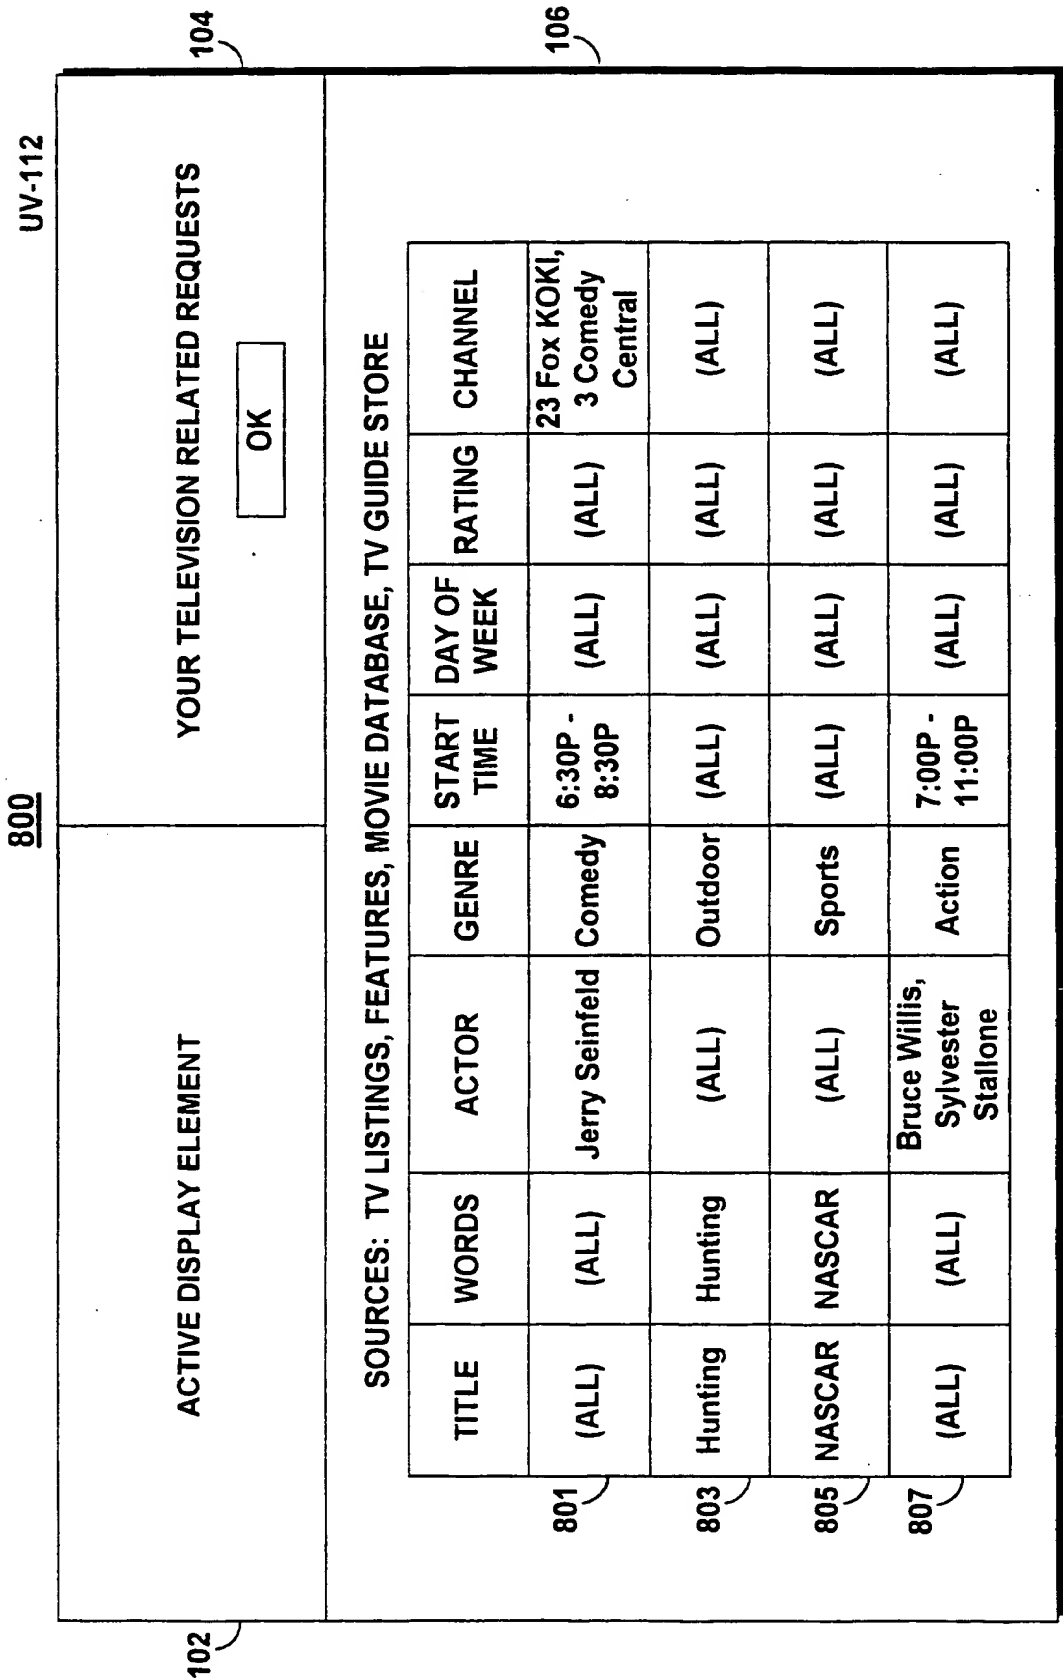 UV-112
800
ACTIVE DISPLAY ELEMENT
YOUR TELEVISION RELATED REQUESTS
OK
102
104
106
SOURCES: TV LISTINGS, FEATURES, MOVIE DATABASE, TV GUIDE STORE
TITLE
WORDS
ACTOR
GENRE
START
TIME
DAY OF
WEEK
RATING
CHANNEL
801
(ALL)
(ALL)
Jerry Seinfeld
Comedy
6:30P -
8:30P
(ALL)
(ALL)
23 Fox KOKI,
3 Comedy
Central
803
Hunting
Hunting
(ALL)
Outdoor
(ALL)
(ALL)
(ALL)
(ALL)
805
NASCAR
NASCAR
(ALL)
Sports
(ALL)
(ALL)
(ALL)
(ALL)
807
(ALL)
(ALL)
Bruce Willis,
Sylvester
Stallone
Action
7:00P -
11:00P
(ALL)
(ALL)
(ALL)